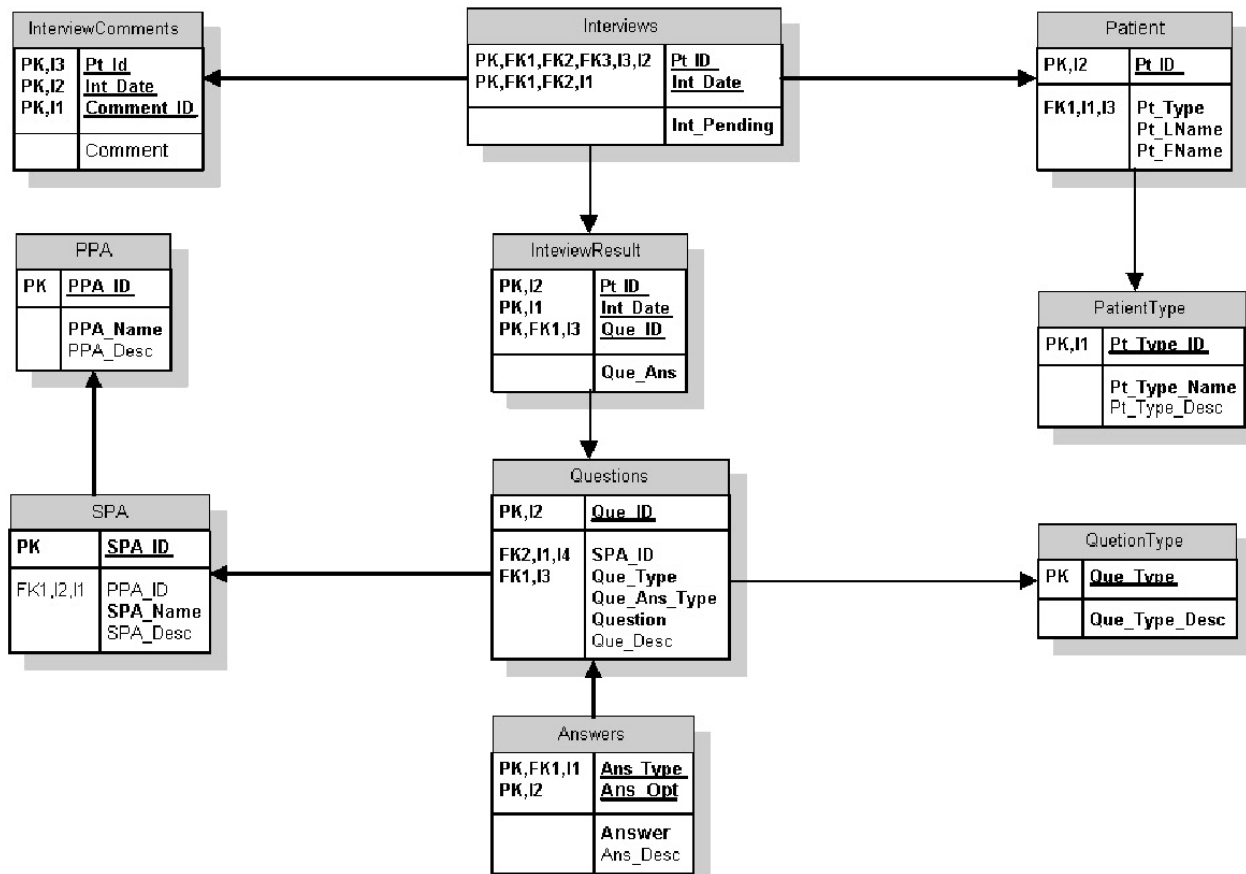 InterviewComments
PK,I3 Pt_Id
PK,I2 Int_Date
PK,I1 Comment_ID
Comment
Interviews
PK,FK1,FK2,FK3,I3,I2 Pt_ID
PK,FK1,FK2,I1 Int_Date
Int_Pending
Patient
PK,I2 Pt_ID
FK1,I1,I3 Pt_Type
Pt_LName
Pt_FName
PPA
PK PPA_ID
PPA_Name
PPA_Desc
InteviewResult
PK,I2 Pt_ID
PK,I1 Int_Date
PK,FK1,I3 Que_ID
Que_Ans
PatientType
PK,I1 Pt_Type_ID
Pt_Type_Name
Pt_Type_Desc
SPA
PK SPA_ID
FK1,I2,I1 PPA_ID
SPA_Name
SPA_Desc
Questions
PK,I2 Que_ID
FK2,I1,I4 SPA_ID
FK1,I3 Que_Type
Que_Ans_Type
Question
Que_Desc
QuetionType
PK Que_Type
Que_Type_Desc
Answers
PK,FK1,I1 Ans_Type
PK,I2 Ans_Opt
Answer
Ans_Desc